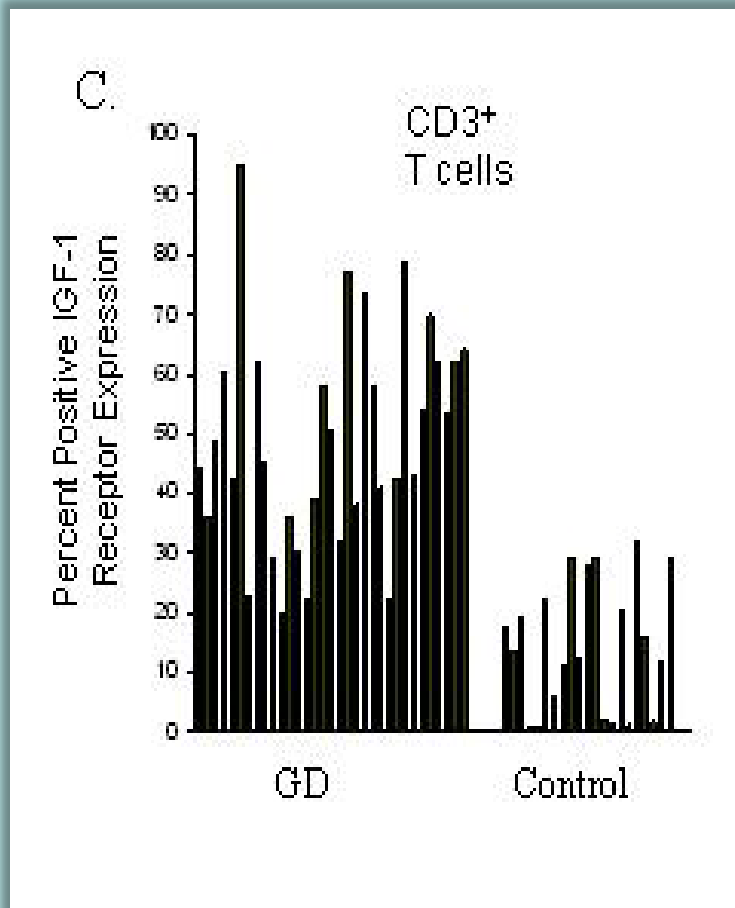 C.
CD3+
T cells
Percent Positive IGF-1
Receptor Expression
100
90
80
70
60
50
40
30
20
10
0
GD
Control